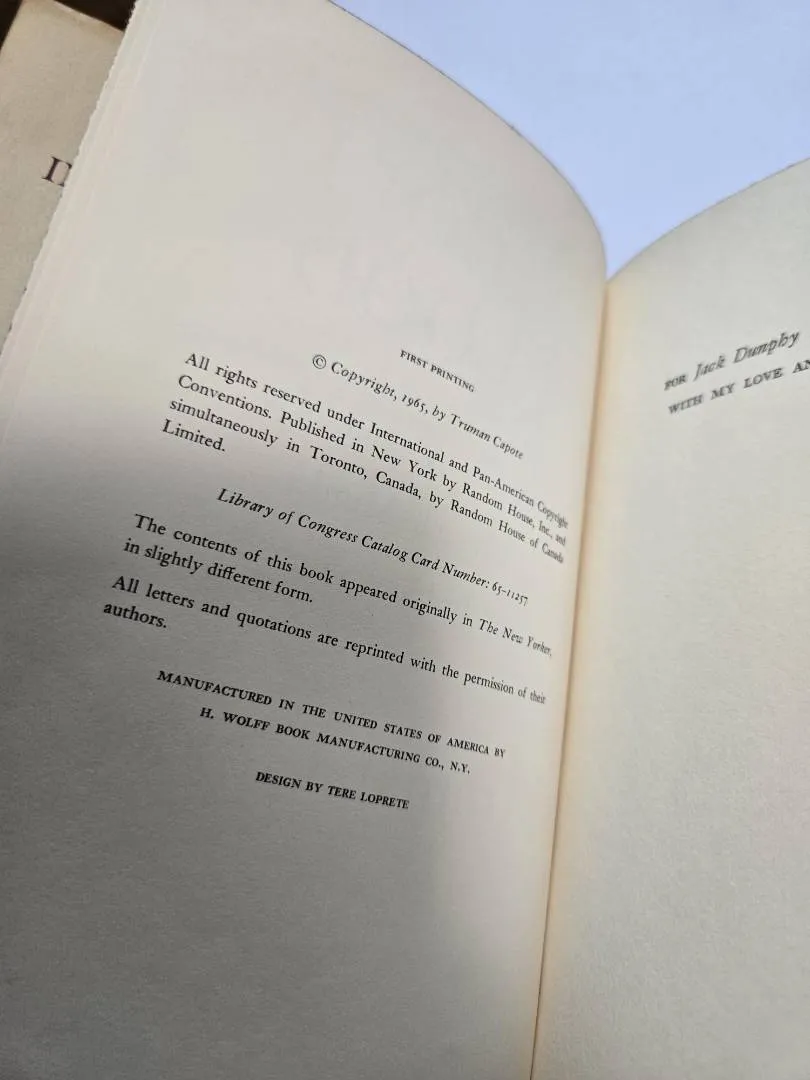 FIRST PRINTING
© Copyright, 1965, by Truman Capote
All rights reserved under International and Pan-American Copyright
Conventions. Published in New York by Random House, Inc., and
simultaneously in Toronto, Canada, by Random House of Canada
Limited.
Library of Congress Catalog Card Number: 65-11257
The contents of this book appeared originally in The New Yorker,
in slightly different form.
All letters and quotations are reprinted with the permission of their
authors.
MANUFACTURED IN THE UNITED STATES OF AMERICA BY
H. WOLFF BOOK MANUFACTURING CO., N.Y.
DESIGN BY TERE LOPRETE
FOR Jack Dunphy
WITH MY LOVE AN